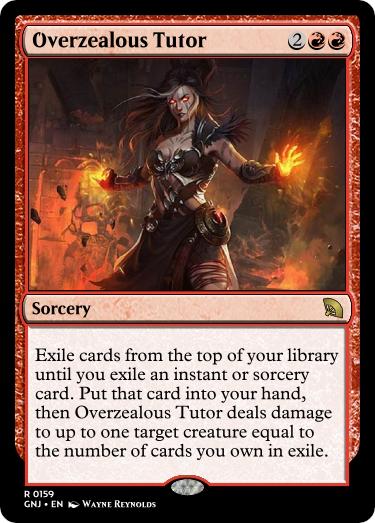 Overzealous Tutor 2
Sorcery
Exile cards from the top of your library
until you exile an instant or sorcery
card. Put that card into your hand,
then Overzealous Tutor deals damage
to up to one target creature equal to
the number of cards you own in exile.
R 0159
GNJ • EN Wayne Reynolds